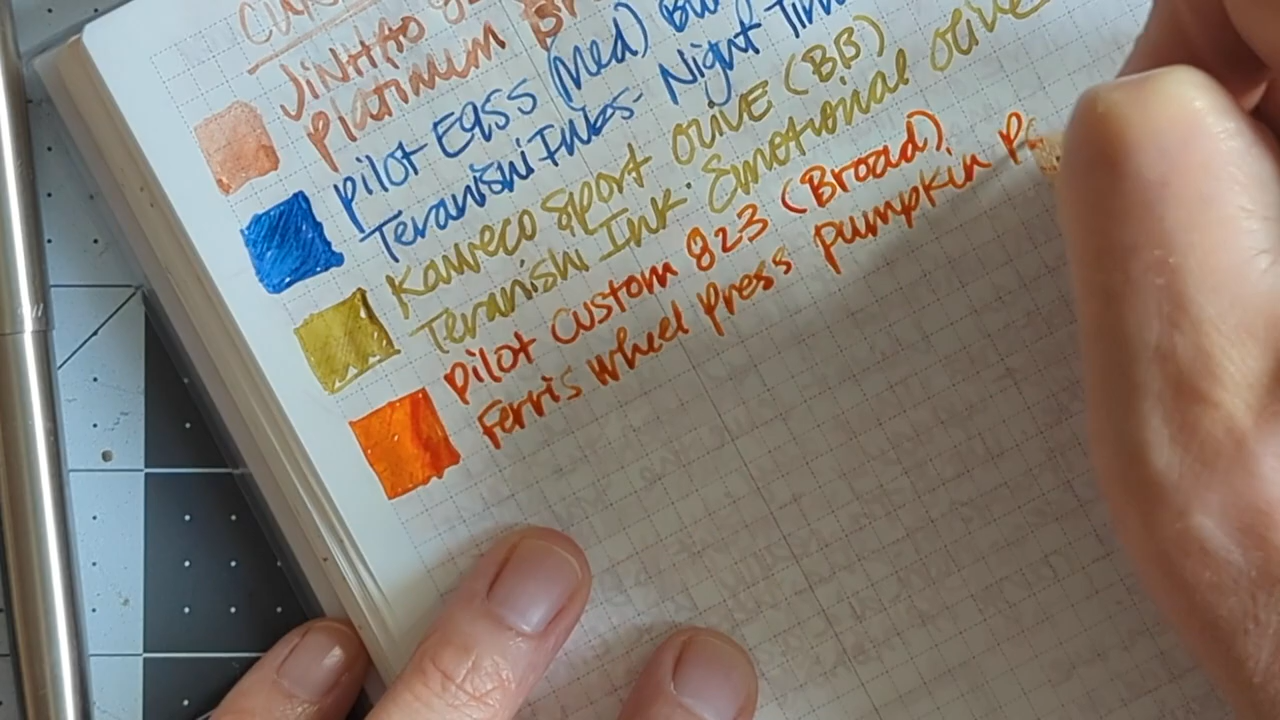 JiNHAO
Platinum
Pilot E95S (Med)
Teranishi Inks- Night Time
Kaweco Sport OLIVE (BB)
Teranishi Ink. Emotional olive
Pilot Custom 823 (Broad).
Ferris Wheel Press pumpkin